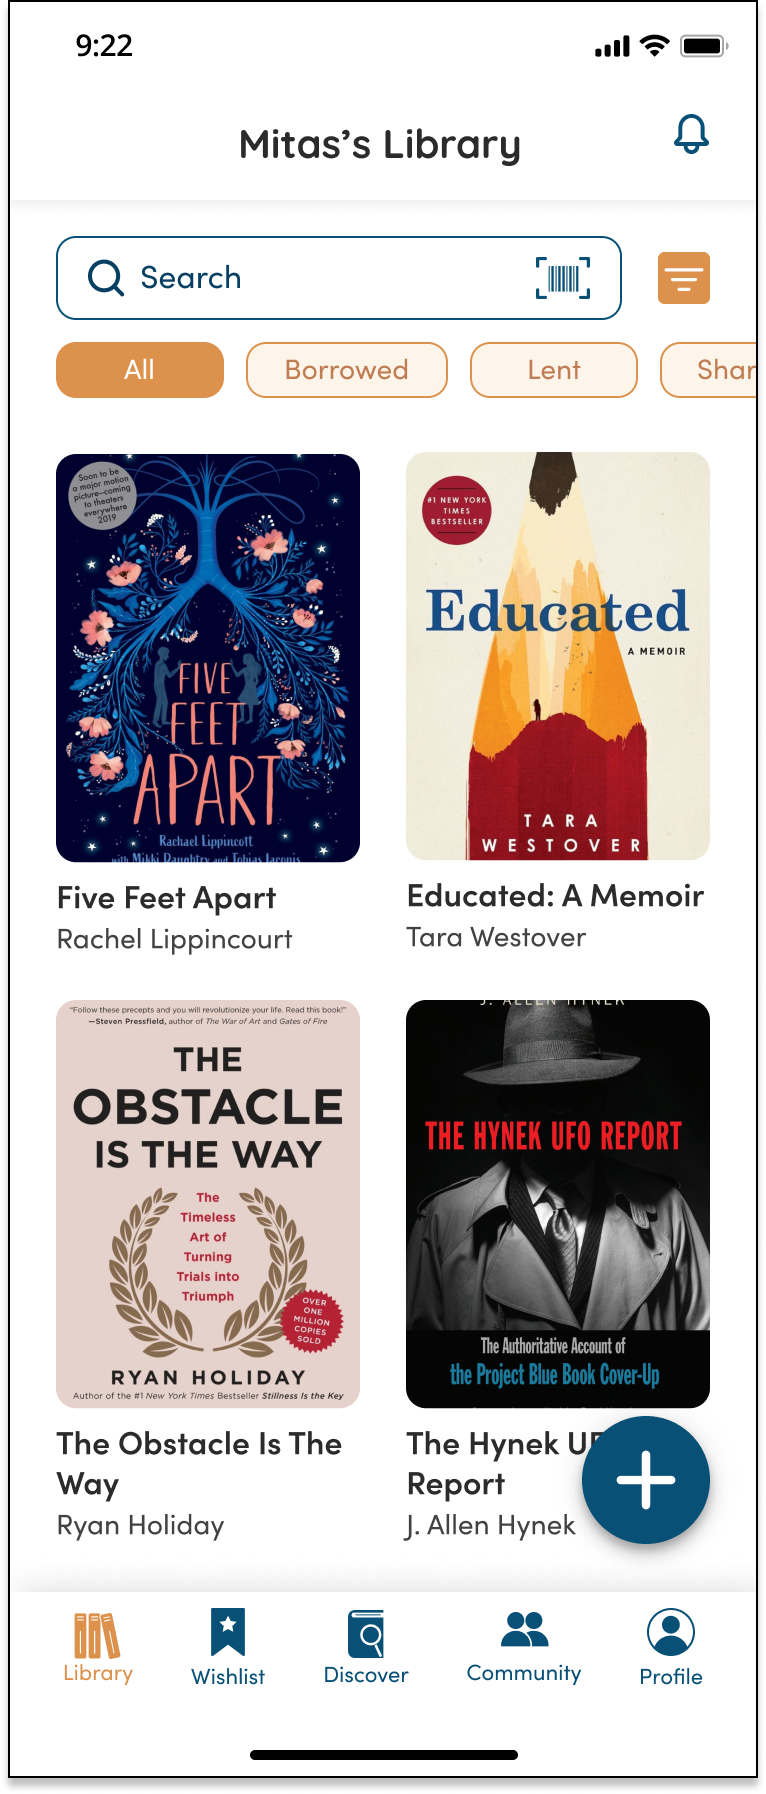 9:22
Mitas’s Library
Search
All
Borrowed
Lent
Shar
Soon to be
a major motion
picture—coming
to theaters
everywhere
2019
FIVE
FEET
APART
Rachael Lippincott
with Mikki Daughtry and Tobias Iaconis
#1 NEW YORK
TIMES
BESTSELLER
Educated
A MEMOIR
TARA
WESTOVER
Five Feet Apart
Rachel Lippincourt
Educated: A Memoir
Tara Westover
“Follow these precepts and you will revolutionize your life. Read this book!”
—Steven Pressfield, author of The War of Art and Gates of Fire
THE
OBSTACLE
IS THE WAY
The
Timeless
Art of
Turning
Trials into
Triumph
OVER
ONE
MILLION
COPIES
SOLD
RYAN HOLIDAY
Author of the #1 New York Times Bestseller Stillness Is the Key
J. ALLEN HYNEK
THE HYNEK UFO REPORT
The Authoritative Account of
the Project Blue Book Cover-Up
The Obstacle Is The
Way
Ryan Holiday
The Hynek UF
Report
J. Allen Hynek
Library
Wishlist
Discover
Community
Profile